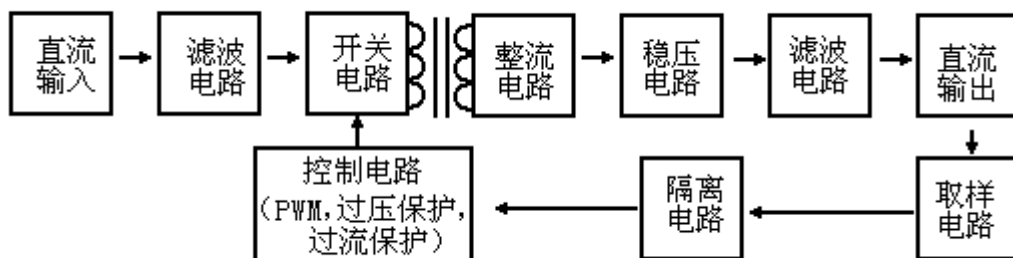 直流
输入
滤波
电路
开关
电路
整流
电路
稳压
电路
滤波
电路
直流
输出
控制电路
(PWM,过压保护,
过流保护)
隔离
电路
取样
电路